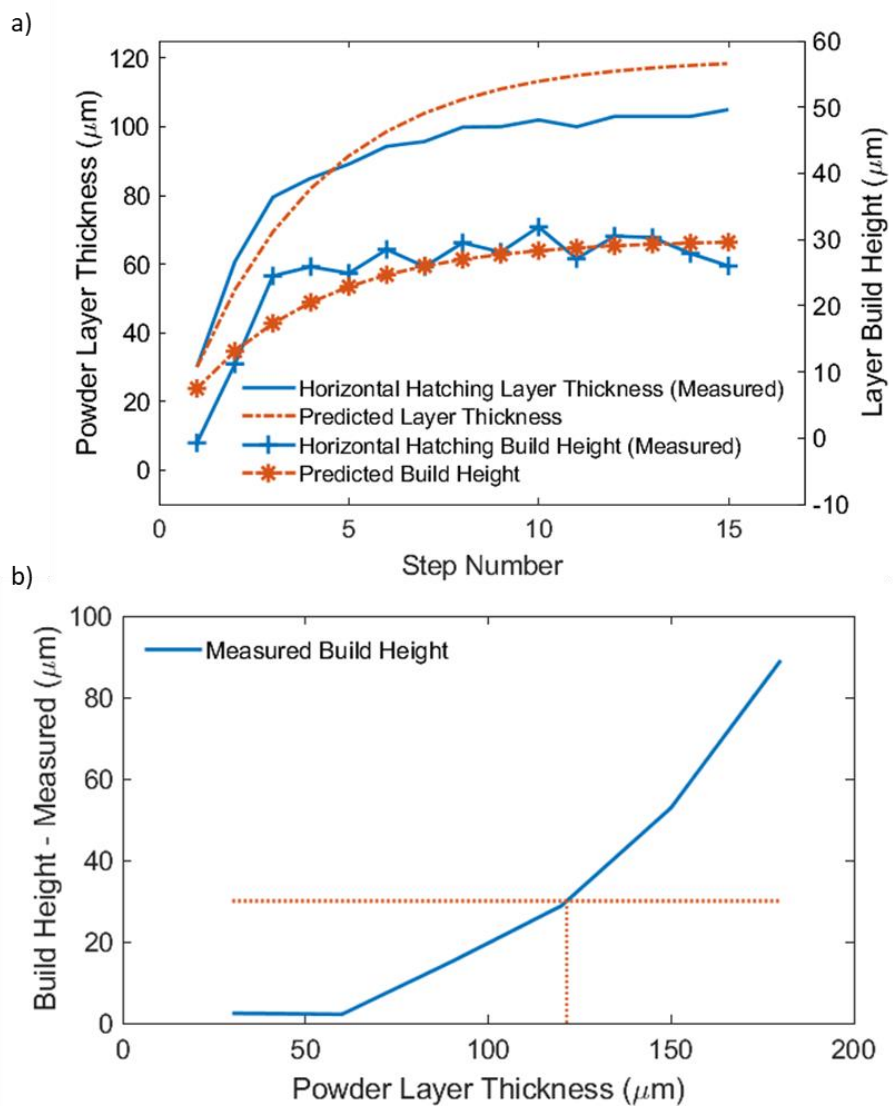 a)
120
100
80
60
40
20
0
Powder Layer Thickness (μm)
60
50
40
30
20
10
0
-10
Layer Build Height (μm)
Horizontal Hatching Layer Thickness (Measured)
Predicted Layer Thickness
Horizontal Hatching Build Height (Measured)
Predicted Build Height
0 5 10 15
Step Number
b)
100
80
60
40
20
0
Build Height - Measured (μm)
Measured Build Height
0 50 100 150 200
Powder Layer Thickness (μm)